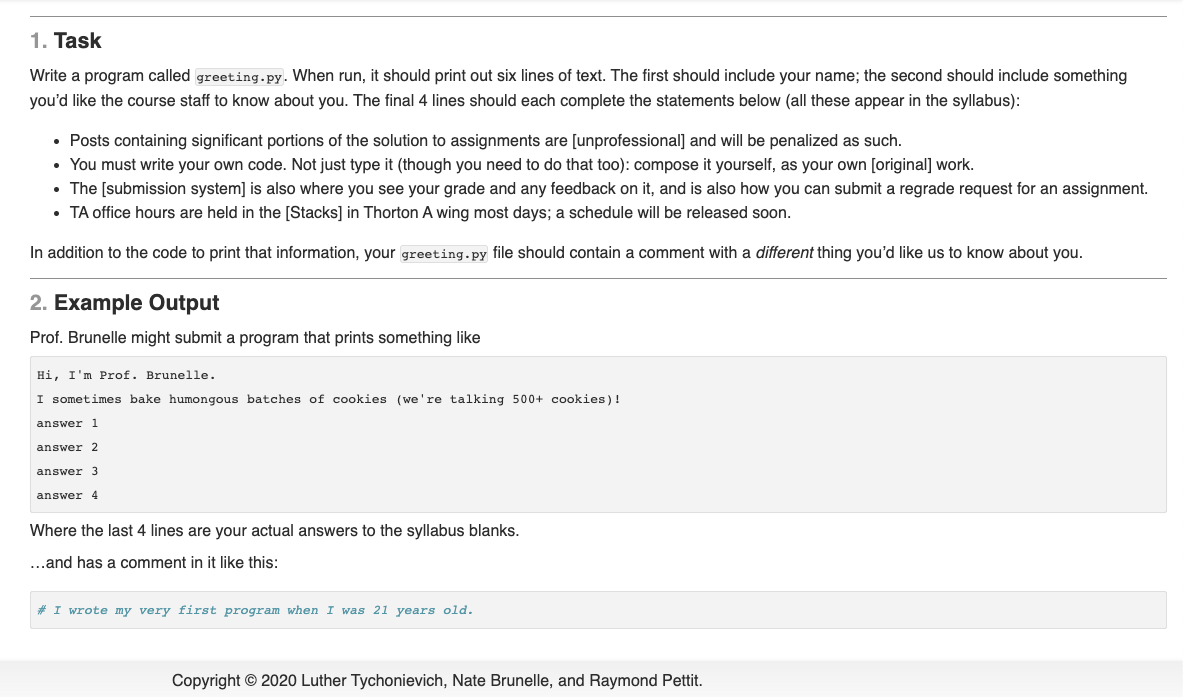 1. Task
Write a program called greeting.py. When run, it should print out six lines of text. The first should include your name; the second should include something
you'd like the course staff to know about you. The final 4 lines should each complete the statements below (all these appear in the syllabus):
• Posts containing significant portions of the solution to assignments are [unprofessional] and will be penalized as such.
• You must write your own code. Not just type it (though you need to do that too): compose it yourself, as your own [original] work.
• The [submission system] is also where you see your grade and any feedback on it, and is also how you can submit a regrade request for an assignment.
• TA office hours are held in the [Stacks] in Thorton A wing most days; a schedule will be released soon.
In addition to the code to print that information, your greeting.py file should contain a comment with a different thing you'd like us to know about you.
2. Example Output
Prof. Brunelle might submit a program that prints something like
Hi, I'm Prof. Brunelle.
I sometimes bake humongous batches of cookies (we're talking 500+ cookies)!
answer 1
answer 2
answer 3
answer 4
Where the last 4 lines are your actual answers to the syllabus blanks.
…and has a comment in it like this:
# I wrote my very first program when I was 21 years old.
Copyright © 2020 Luther Tychonievich, Nate Brunelle, and Raymond Pettit.